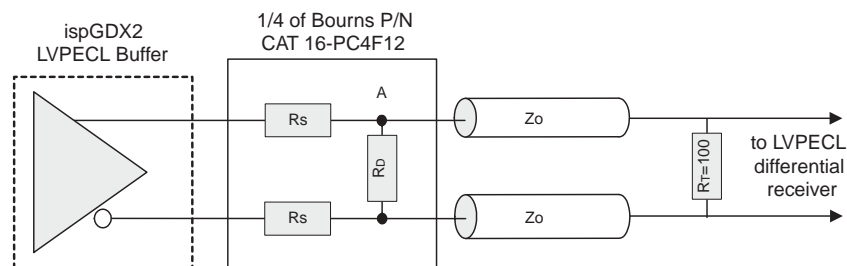 ispGDX2
LVPECL Buffer
1/4 of Bourns P/N
CAT 16-PC4F12
A
Rs
RD
Rs
Zo
Zo
RT=100
to LVPECL
differential
receiver